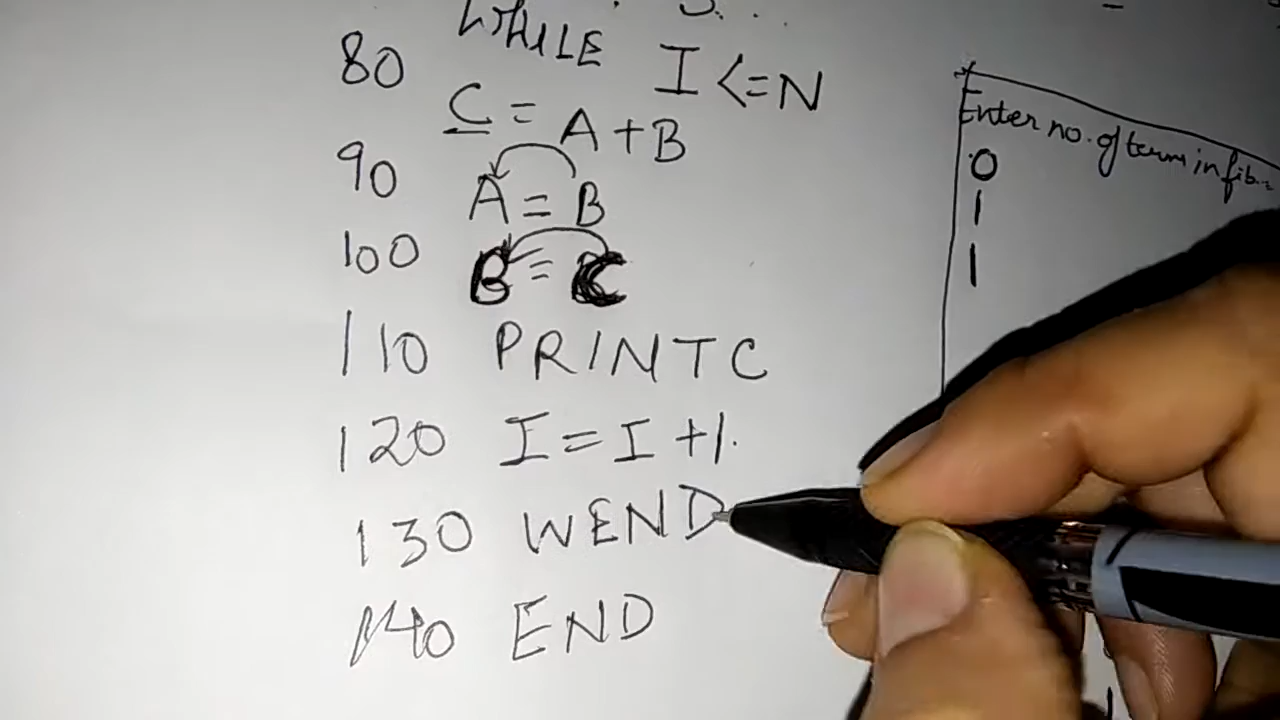 WHILE I <=N
80 C = A + B
90 A = B
100 B = C
110 PRINT C
120 I = I + 1.
130 WEND
140 END
Enter no. of term in fib...
0
1
1